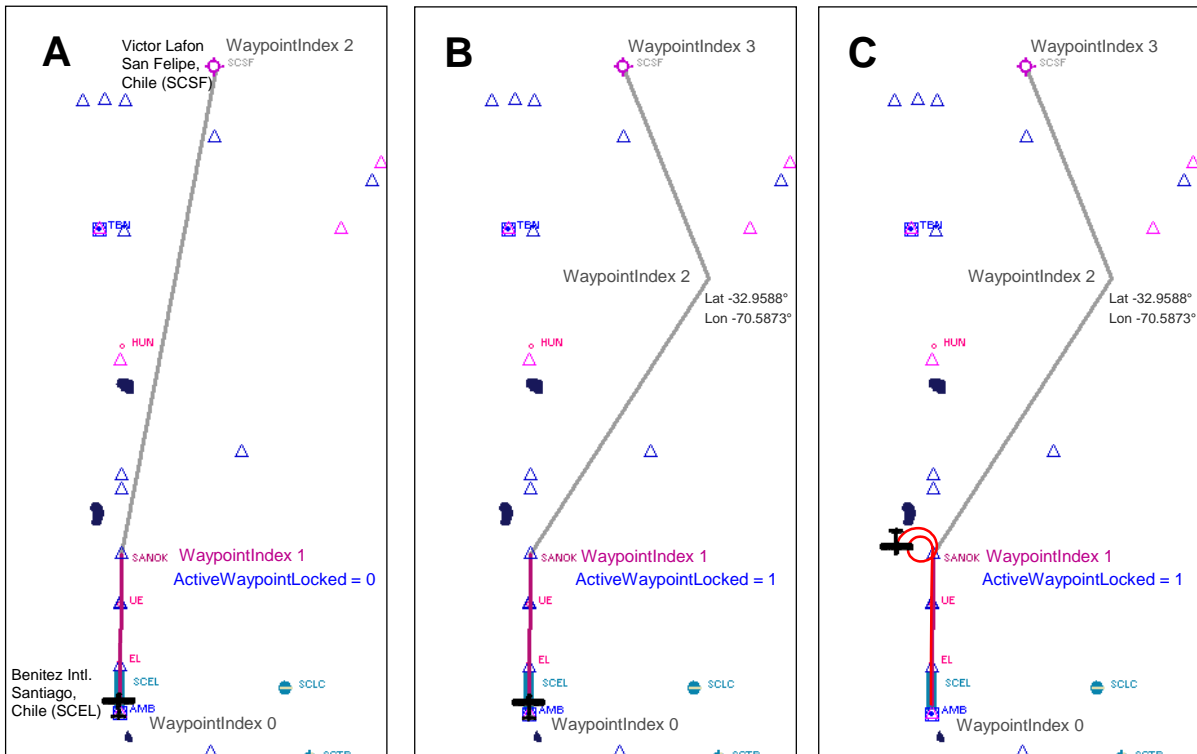 A
Victor Lafon
San Felipe,
Chile (SCSF)
WaypointIndex 2
SCSF
TBN
HUN
SANOK
WaypointIndex 1
ActiveWaypointLocked = 0
UE
EL
Benitez Intl.
Santiago,
Chile (SCEL)
SCEL
SCLC
AMB
WaypointIndex 0
B
WaypointIndex 3
SCSF
TBN
WaypointIndex 2
Lat -32.9588°
Lon -70.5873°
HUN
SANOK
WaypointIndex 1
ActiveWaypointLocked = 1
UE
EL
SCEL
SCLC
AMB
WaypointIndex 0
C
WaypointIndex 3
SCSF
TBN
WaypointIndex 2
Lat -32.9588°
Lon -70.5873°
HUN
SANOK
WaypointIndex 1
ActiveWaypointLocked = 1
UE
EL
SCEL
SCLC
AMB
WaypointIndex 0